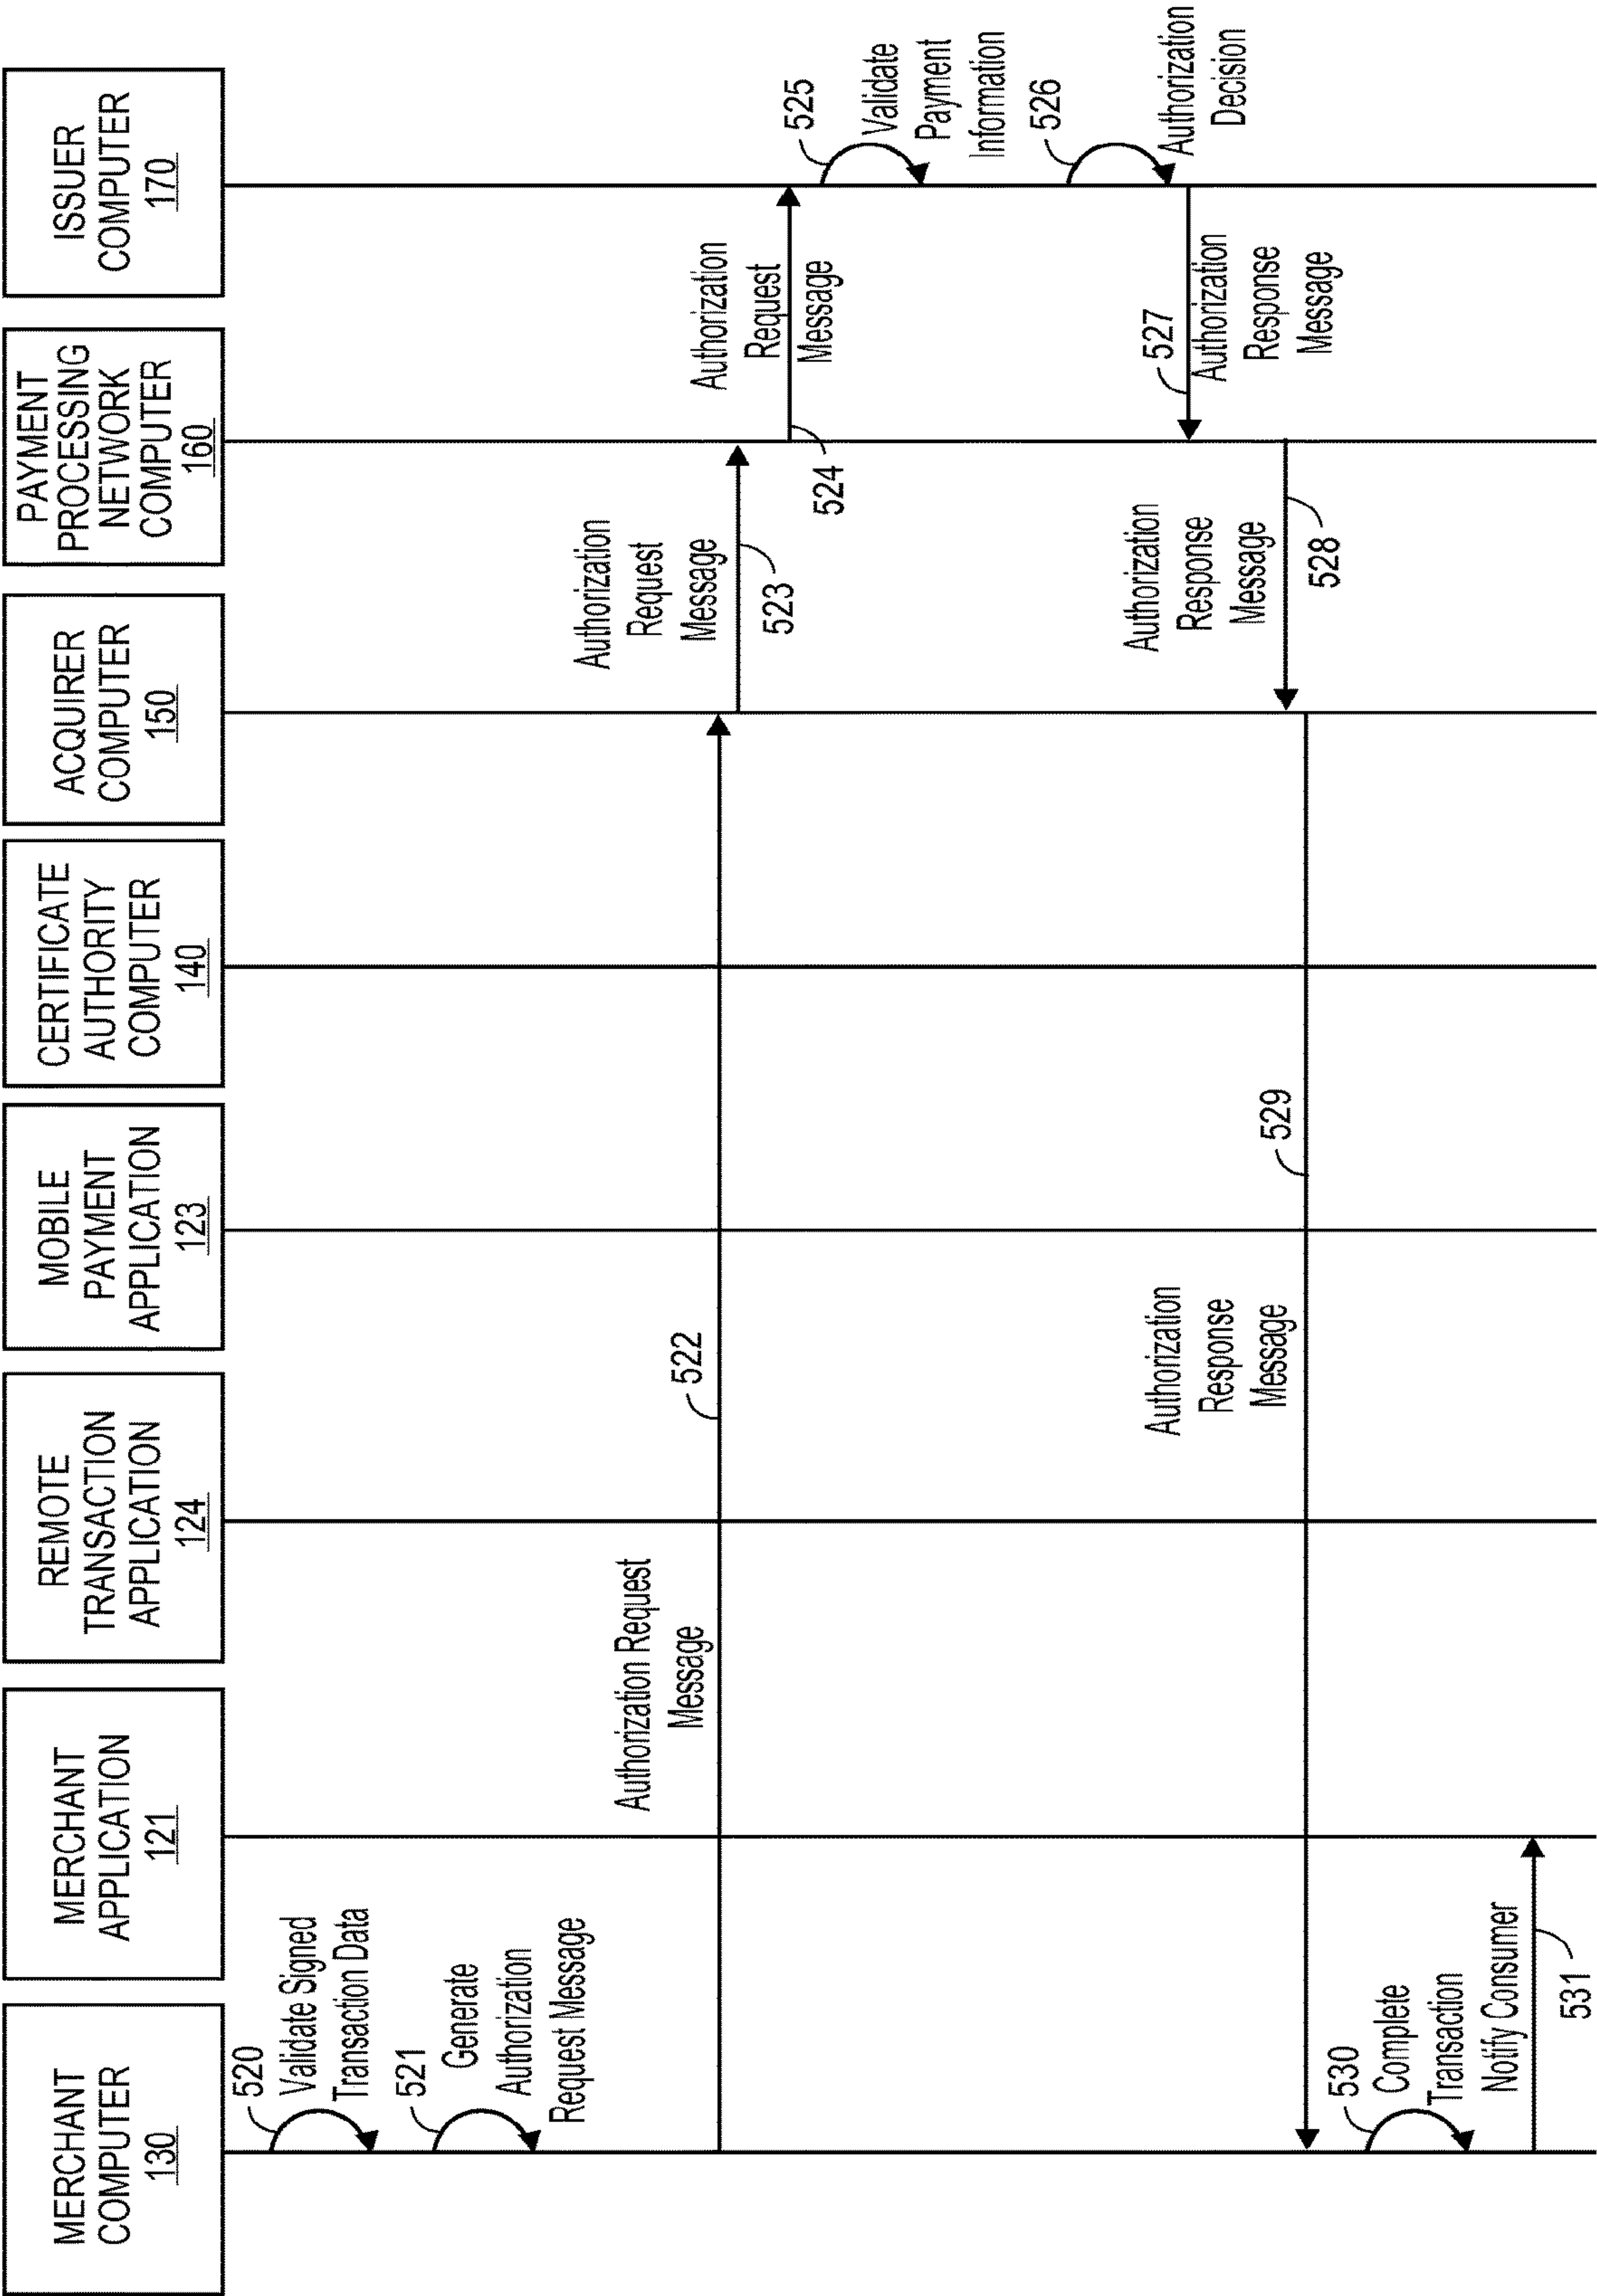 MERCHANT
COMPUTER
130
MERCHANT
APPLICATION
121
REMOTE
TRANSACTION
APPLICATION
124
MOBILE
PAYMENT
APPLICATION
123
CERTIFICATE
AUTHORITY
COMPUTER
140
ACQUIRER
COMPUTER
150
PAYMENT
PROCESSING
NETWORK
COMPUTER
160
ISSUER
COMPUTER
170
520
Validate Signed
Transaction Data
521
Generate
Authorization
Request Message
Authorization Request
Message
522
Authorization
Request
Message
523
Authorization
Request
Message
524
525
Validate
Payment
Information
526
Authorization
Decision
527
Authorization
Response
Message
Authorization
Response
Message
528
Authorization
Response
Message
529
530
Complete
Transaction
Notify Consumer
531